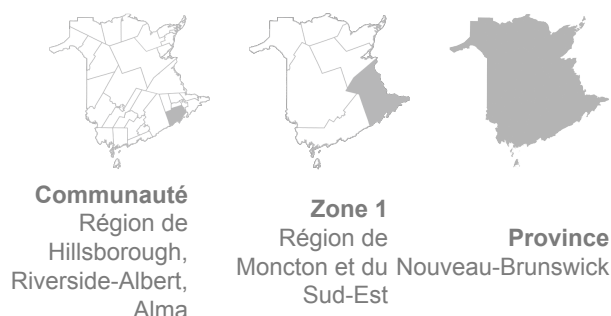 Communauté
Région de
Hillsborough,
Riverside-Albert,
Alma
Zone 1
Région de
Moncton et du
Sud-Est
Province
Nouveau-Brunswick